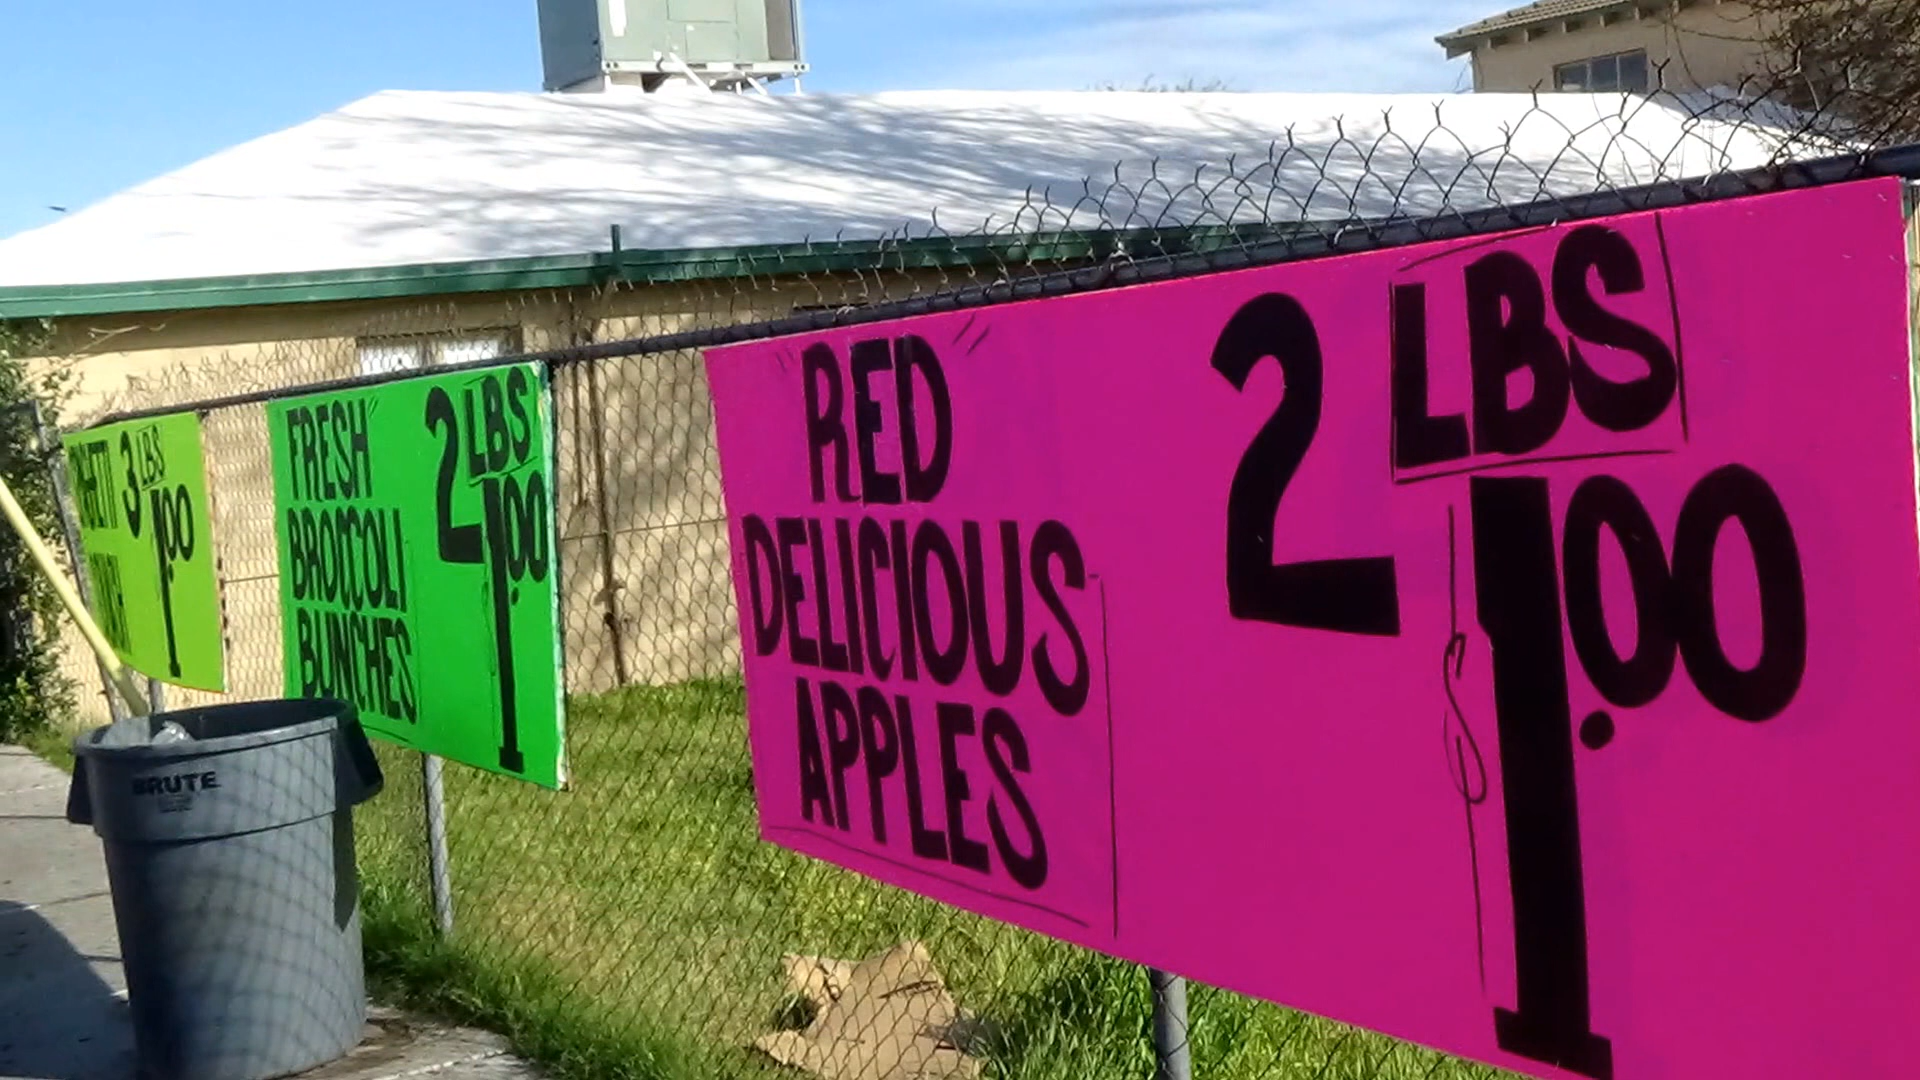 3 LBS
1.00
FRESH
BROCCOLI
BUNCHES
2 LBS
1.00
"RED"
DELICIOUS
APPLES
2 LBS
1.00
BRUTE